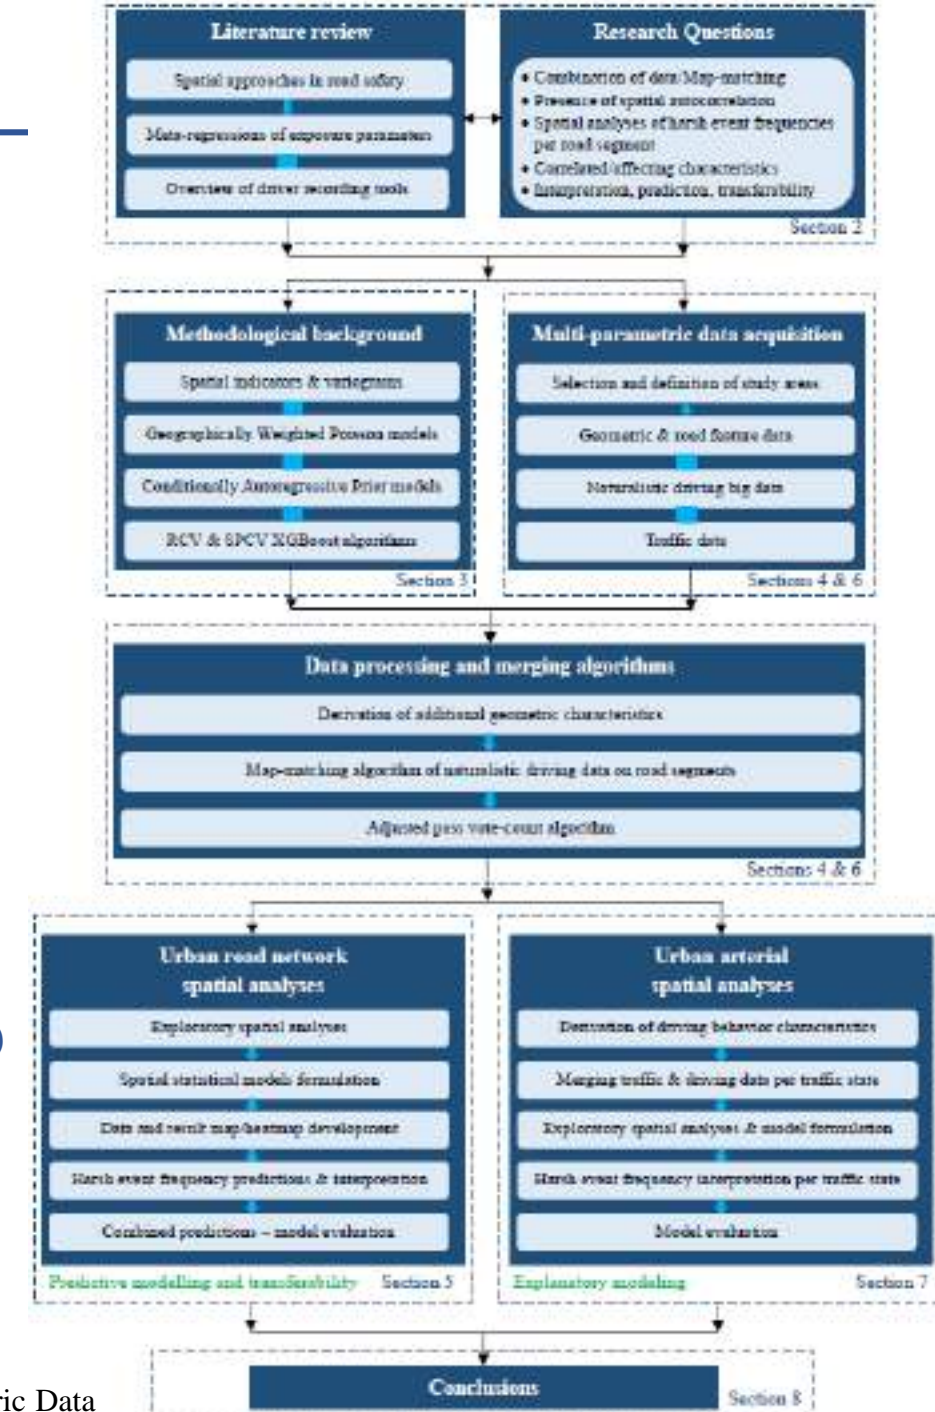 Literature review
Spatial approaches in road safety
Meta-regressions of exposure parameters
Overview of driver recording tools
Research Questions
• Combination of data/Map-matching
• Presence of spatial autocorrelation
• Spatial analyses of harsh event frequencies
per road segment
• Correlated/affecting characteristics
• Interpretation, prediction, transferability
Section 2
Methodological background
Spatial indicators & variograms
Geographically Weighted Poisson models
Conditionally Autoregressive Prior models
RCV & SPCV XGBoost algorithms
Section 3
Multi-parametric data acquisition
Selection and definition of study areas
Geometric & road feature data
Naturalistic driving big data
Traffic data
Sections 4 & 6
Data processing and merging algorithms
Derivation of additional geometric characteristics
Map-matching algorithm of naturalistic driving data on road segments
Adjusted pass vote-count algorithm
Sections 4 & 6
Urban road network
spatial analyses
Exploratory spatial analyses
Spatial statistical models formulation
Data and result map/heatmap development
Harsh event frequency predictions & interpretation
Combined predictions – model evaluation
Predictive modelling and transferability
Section 5
Urban arterial
spatial analyses
Derivation of driving behavior characteristics
Merging traffic & driving data per traffic state
Exploratory spatial analyses & model formulation
Harsh event frequency interpretation per traffic state
Model evaluation
Explanatory modeling
Section 7
)
Conclusions
Section 8
ric Data